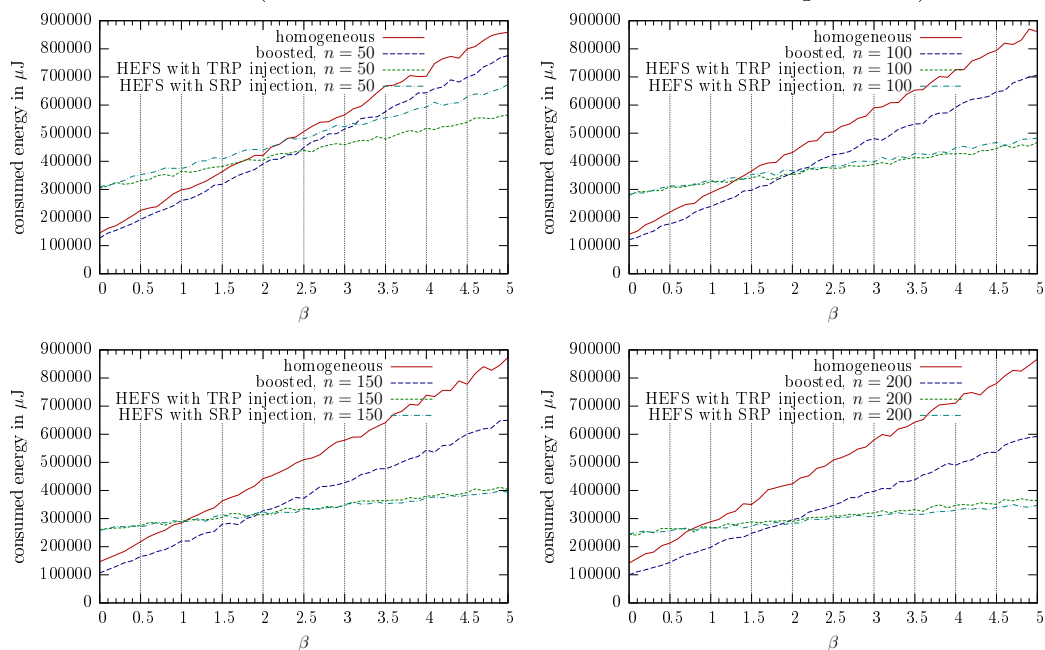 homogeneous
boosted, n = 50
HEFS with TRP injection, n = 50
HEFS with SRP injection, n = 50
consumed energy in μJ
900000
800000
700000
600000
500000
400000
300000
200000
100000
0
0 0.5 1 1.5 2 2.5 3 3.5 4 4.5 5
β
homogeneous
boosted, n = 100
HEFS with TRP injection, n = 100
HEFS with SRP injection, n = 100
consumed energy in μJ
900000
800000
700000
600000
500000
400000
300000
200000
100000
0
0 0.5 1 1.5 2 2.5 3 3.5 4 4.5 5
β
homogeneous
boosted, n = 150
HEFS with TRP injection, n = 150
HEFS with SRP injection, n = 150
consumed energy in μJ
900000
800000
700000
600000
500000
400000
300000
200000
100000
0
0 0.5 1 1.5 2 2.5 3 3.5 4 4.5 5
β
homogeneous
boosted, n = 200
HEFS with TRP injection, n = 200
HEFS with SRP injection, n = 200
consumed energy in μJ
900000
800000
700000
600000
500000
400000
300000
200000
100000
0
0 0.5 1 1.5 2 2.5 3 3.5 4 4.5 5
β